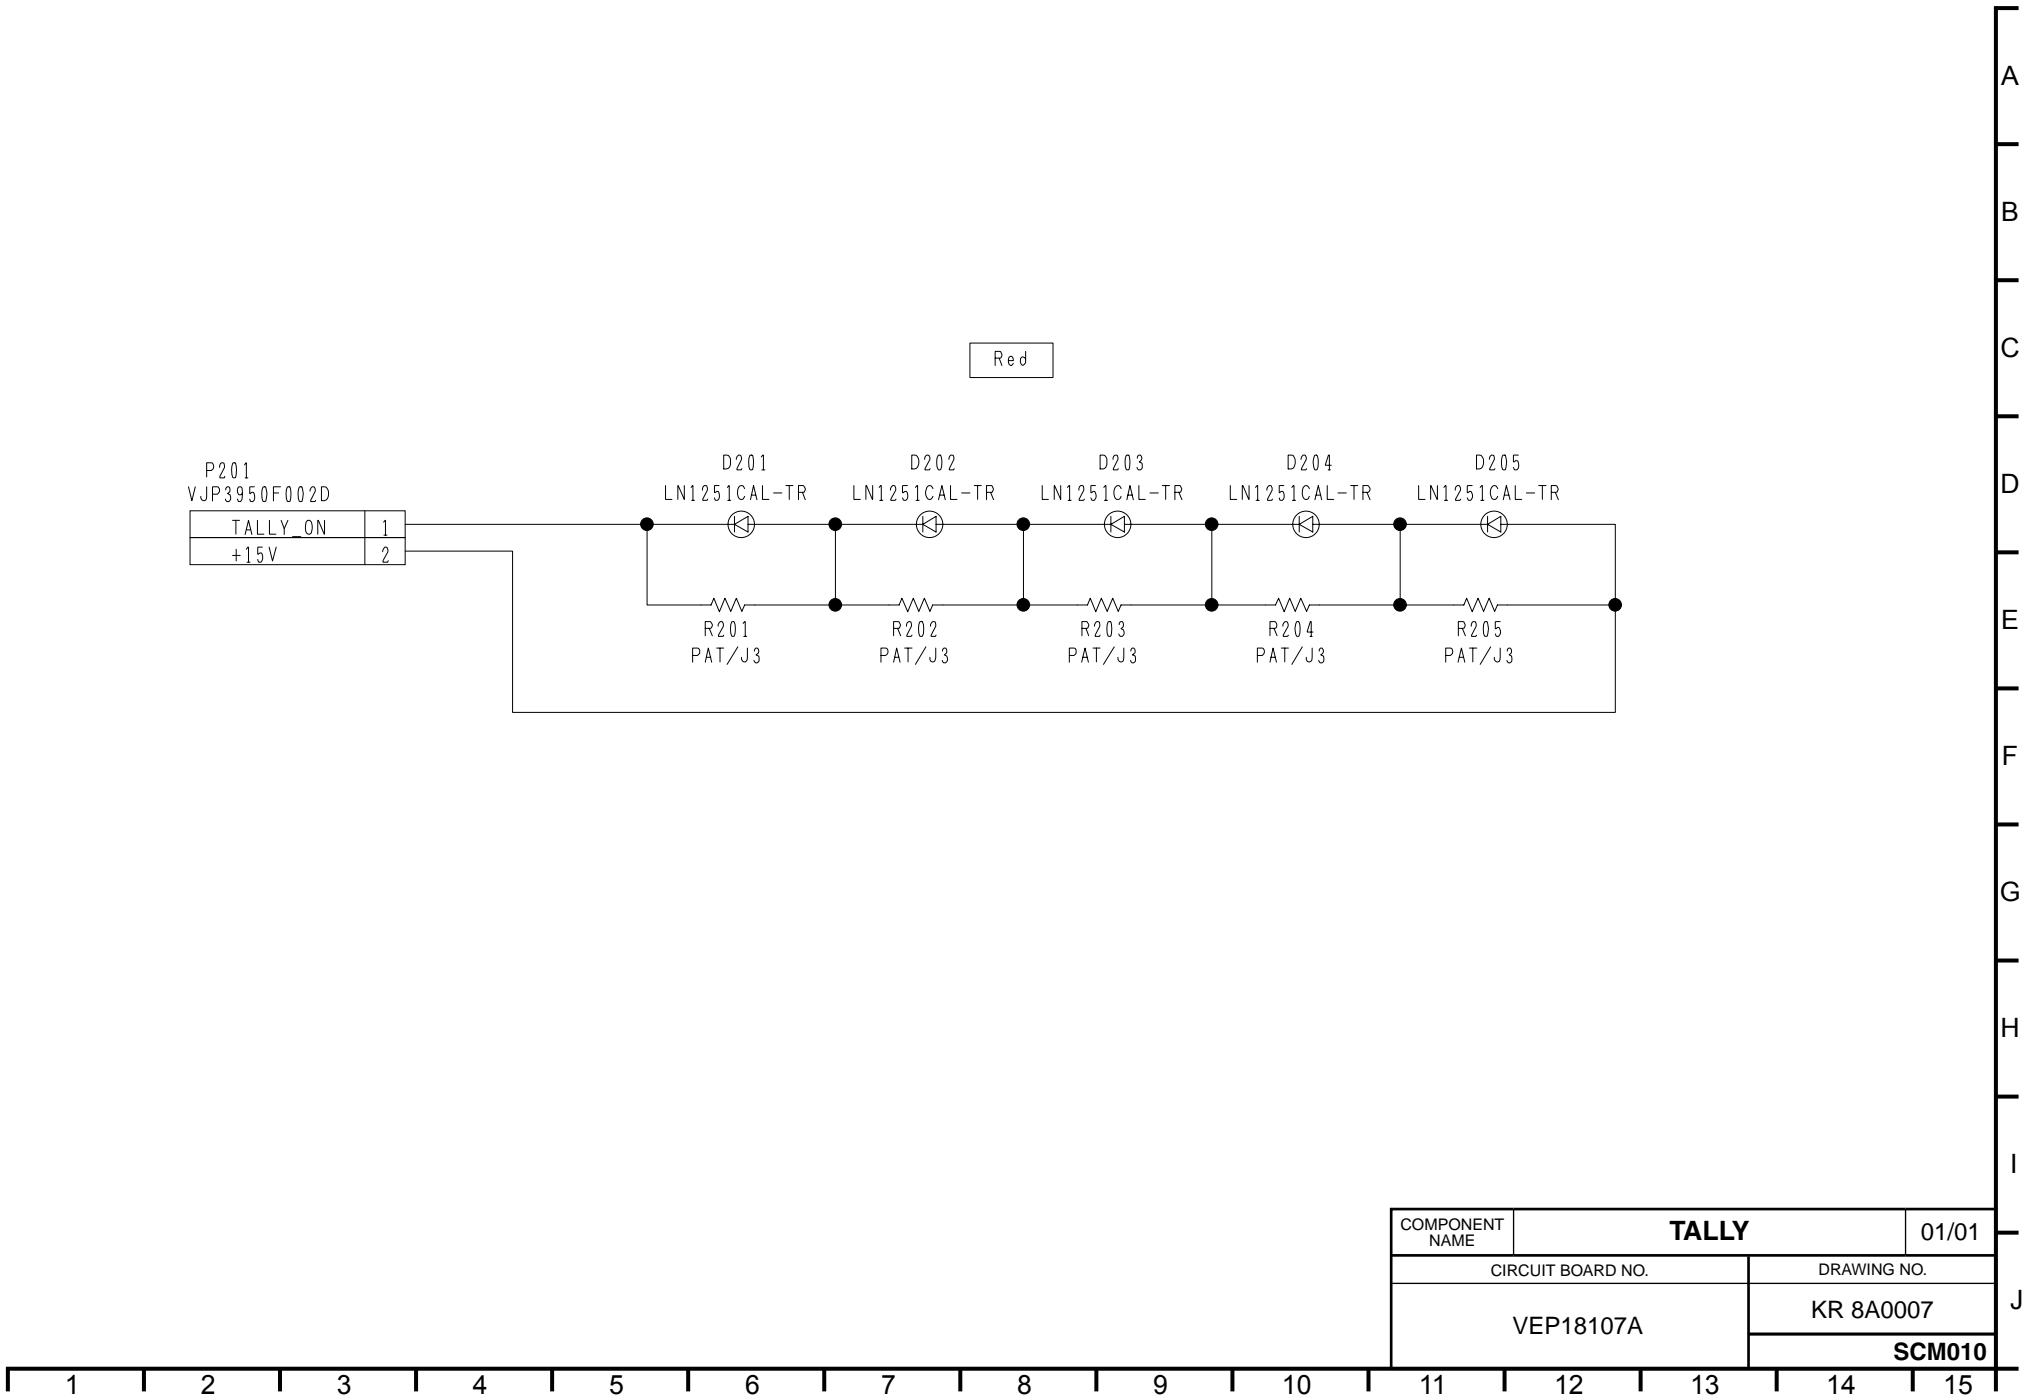 A
B
C
Red
D
P201
VJP3950F002D
TALLY_ON 1
+15V 2
D201 D202 D203 D204 D205
LN1251CAL-TR LN1251CAL-TR LN1251CAL-TR LN1251CAL-TR LN1251CAL-TR
R201 R202 R203 R204 R205
PAT/J3 PAT/J3 PAT/J3 PAT/J3 PAT/J3
E
F
G
H
I
COMPONENT
NAME
TALLY
01/01
CIRCUIT BOARD NO.
DRAWING NO.
VEP18107A
KR 8A0007
SCM010
J
1 2 3 4 5 6 7 8 9 10 11 12 13 14 15